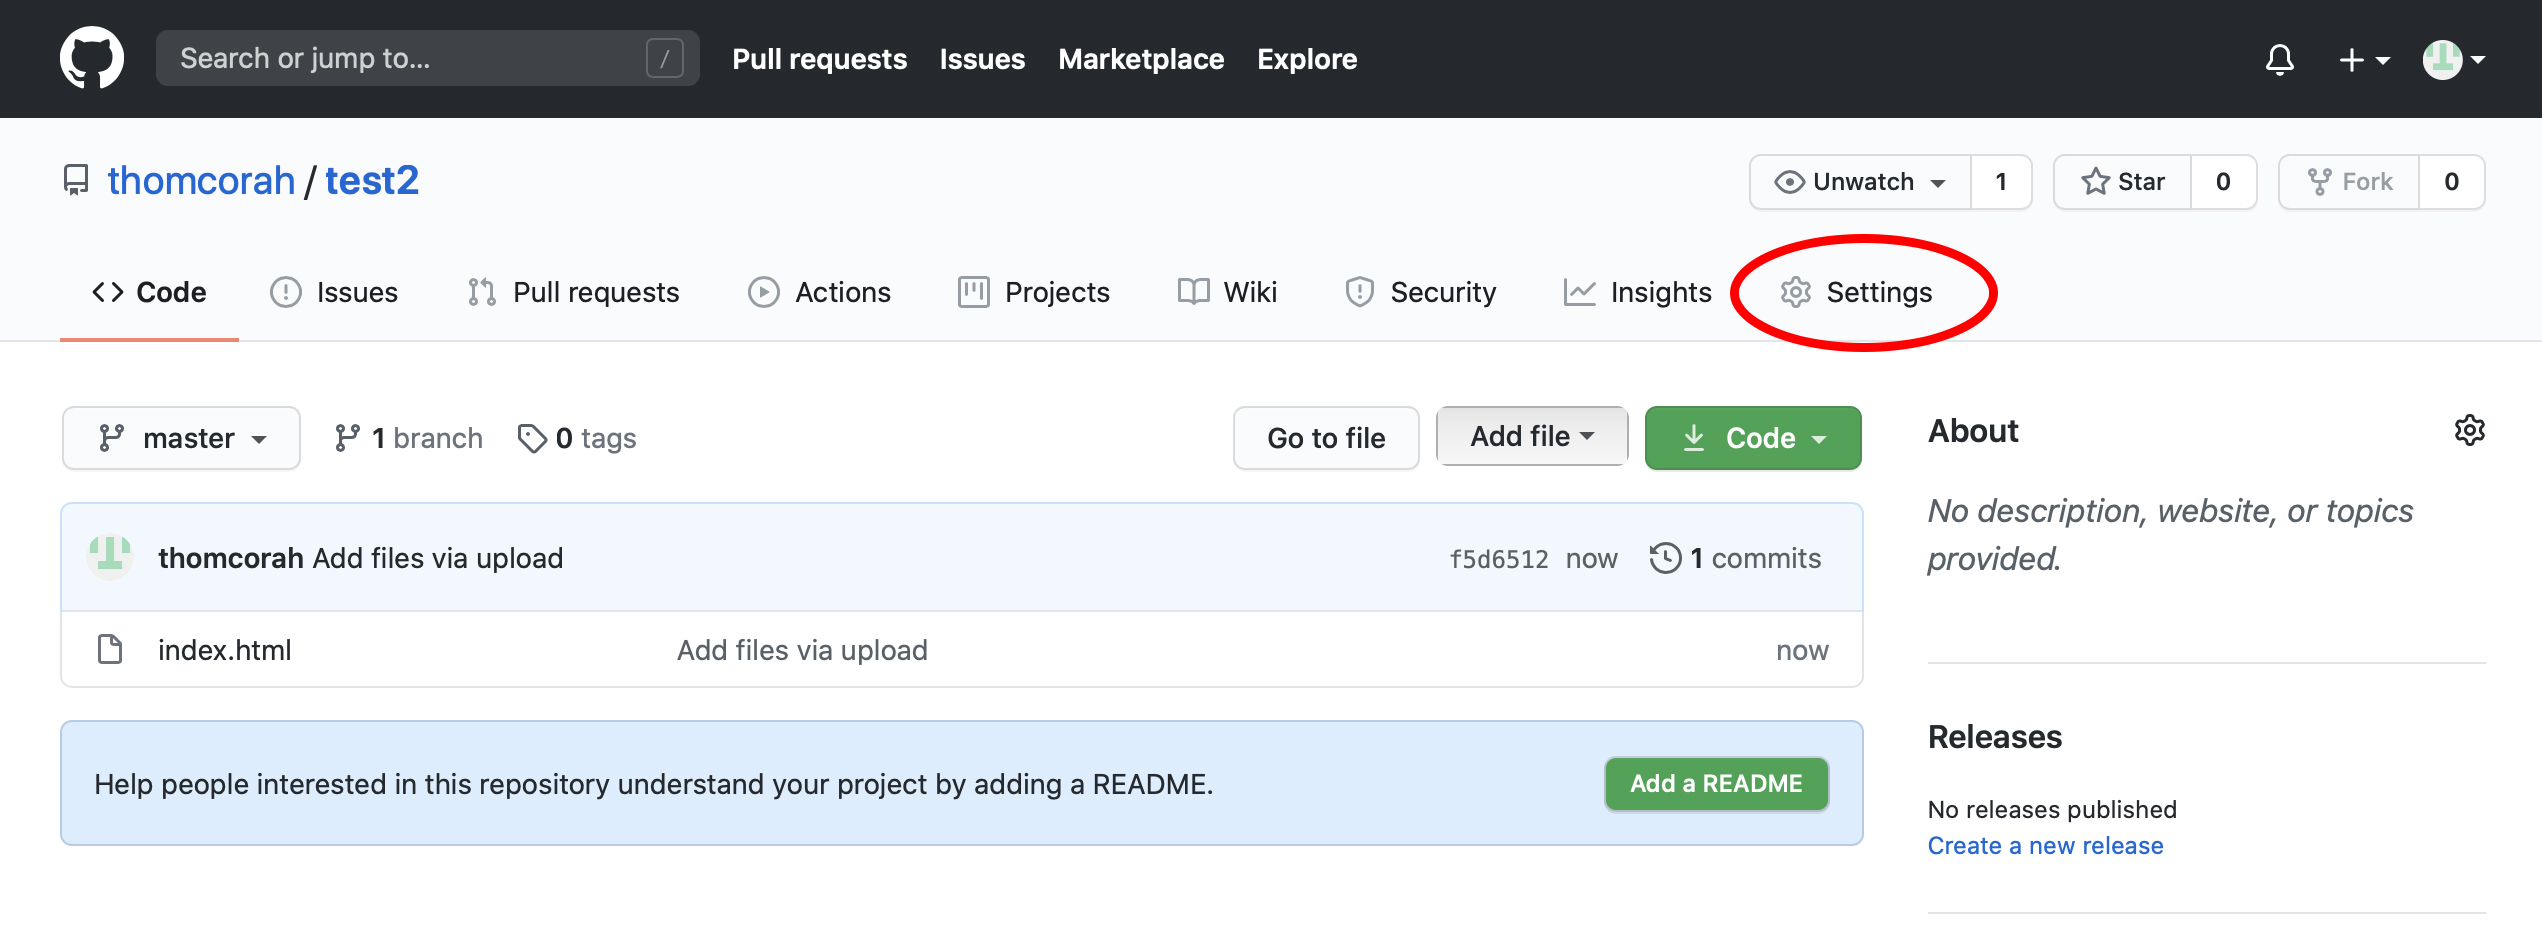 Search or jump to... /
Pull requests Issues Marketplace Explore
thomcorah / test2
Unwatch 1 Star 0 Fork 0
Code Issues Pull requests Actions Projects Wiki Security Insights Settings
master 1 branch 0 tags Go to file Add file Code
thomcorah Add files via upload f5d6512 now 1 commits
index.html Add files via upload now
Help people interested in this repository understand your project by adding a README. Add a README
About
No description, website, or topics
provided.
Releases
No releases published
Create a new release